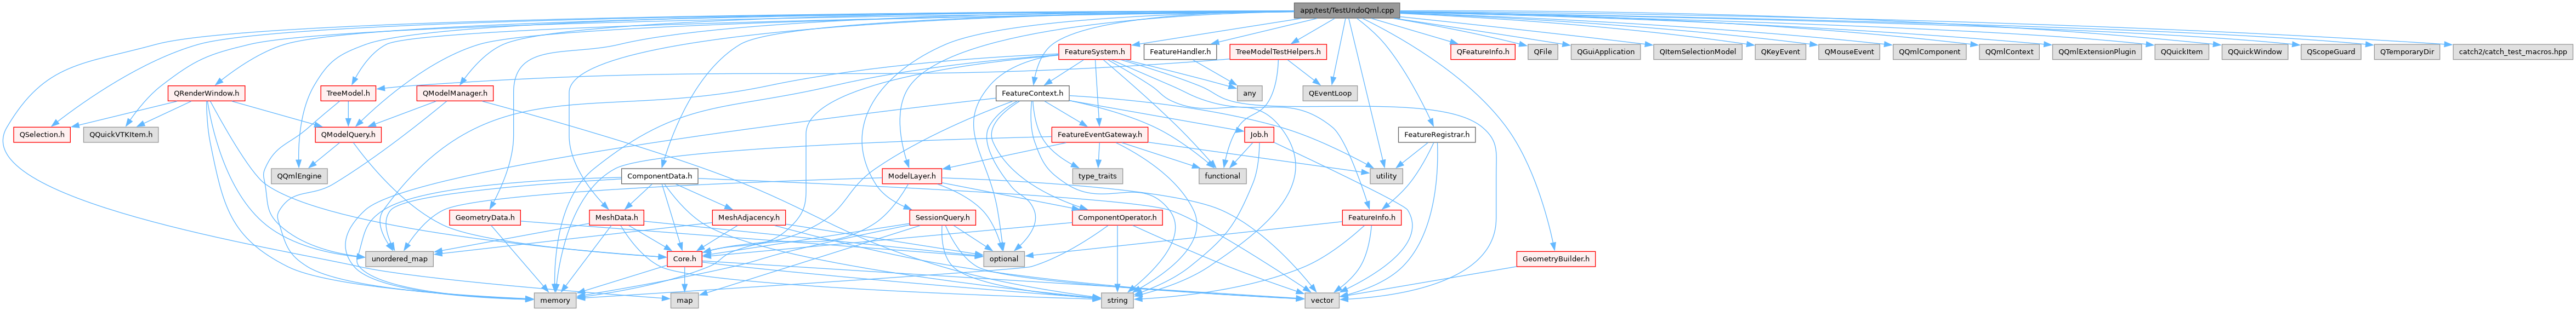 app/test/TestUndoQml.cpp
FeatureSystem.h
FeatureHandler.h
TreeModelTestHelpers.h
QFeatureInfo.h
QFile
QGuiApplication
QItemSelectionModel
QKeyEvent
QMouseEvent
QQmlComponent
QQmlContext
QQmlExtensionPlugin
QQuickItem
QQuickWindow
QScopeGuard
QTemporaryDir
catch2/catch_test_macros.hpp
QRenderWindow.h
TreeModel.h
QModelManager.h
FeatureContext.h
any
QEventLoop
QSelection.h
QQuickVTKItem.h
QModelQuery.h
FeatureEventGateway.h
Job.h
FeatureRegistrar.h
QQmlEngine
ComponentData.h
ModelLayer.h
type_traits
functional
utility
GeometryData.h
MeshData.h
MeshAdjacency.h
SessionQuery.h
ComponentOperator.h
FeatureInfo.h
unordered_map
Core.h
optional
GeometryBuilder.h
memory
map
string
vector